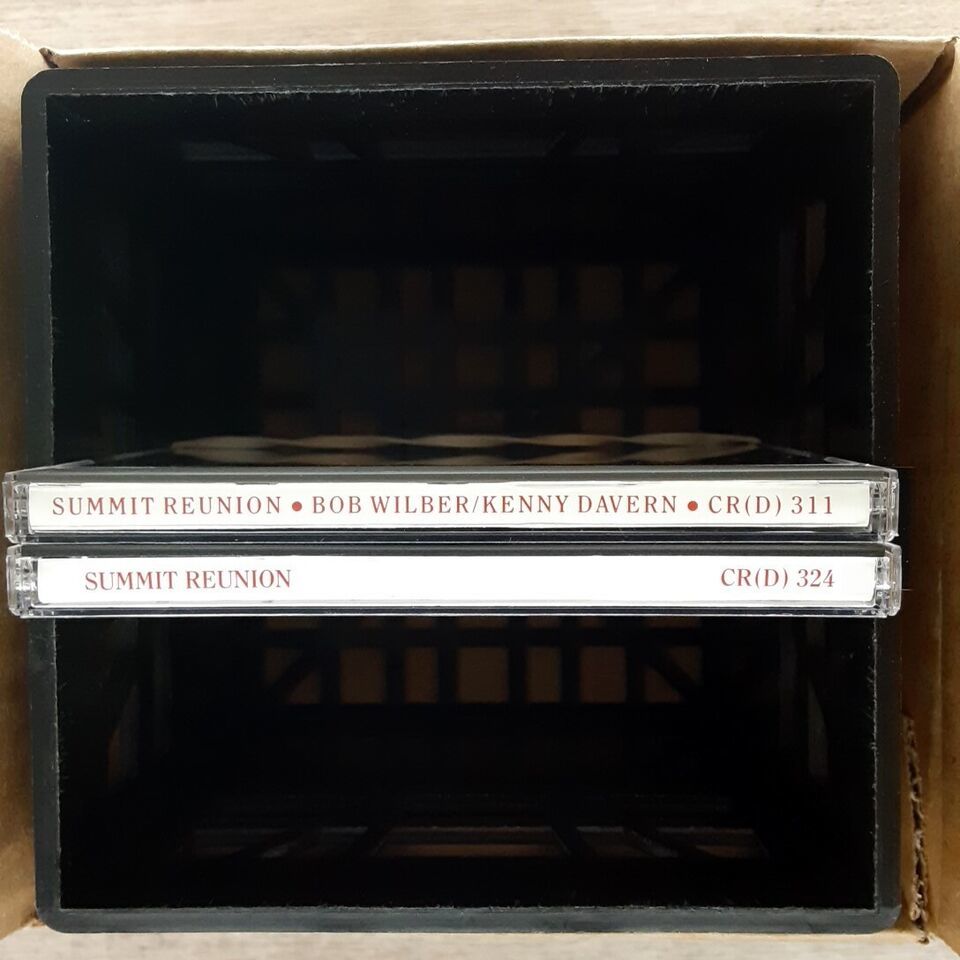 SUMMIT REUNION • BOB WILBER/KENNY DAVERN • CR(D) 311
SUMMIT REUNION CR(D) 324